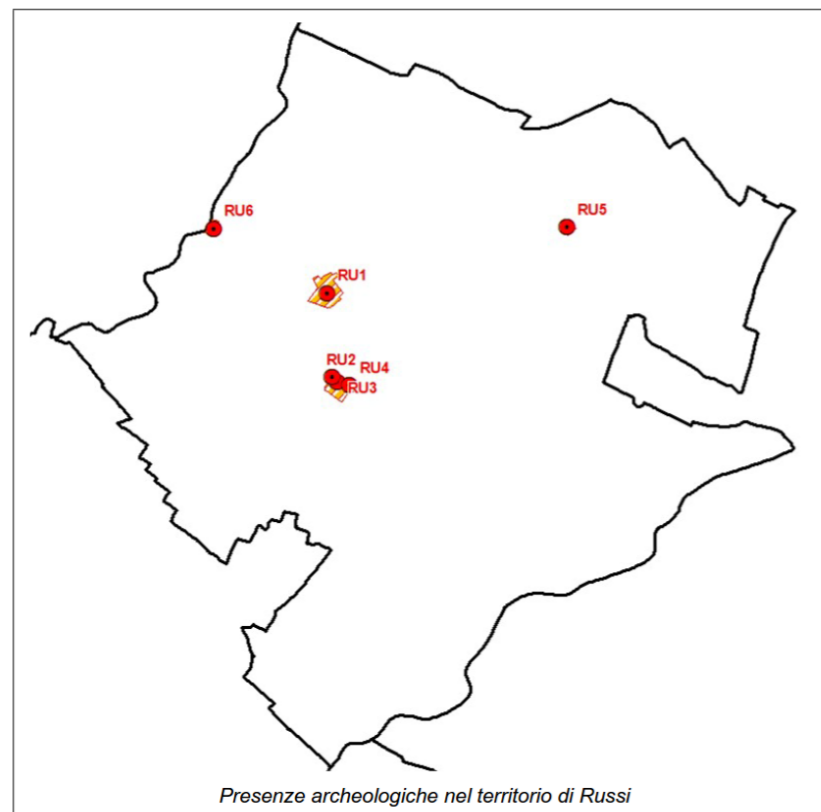 RU5
RU6
RU1
RU2
RU4
RU3
Presenze archeologiche nel territorio di Russi